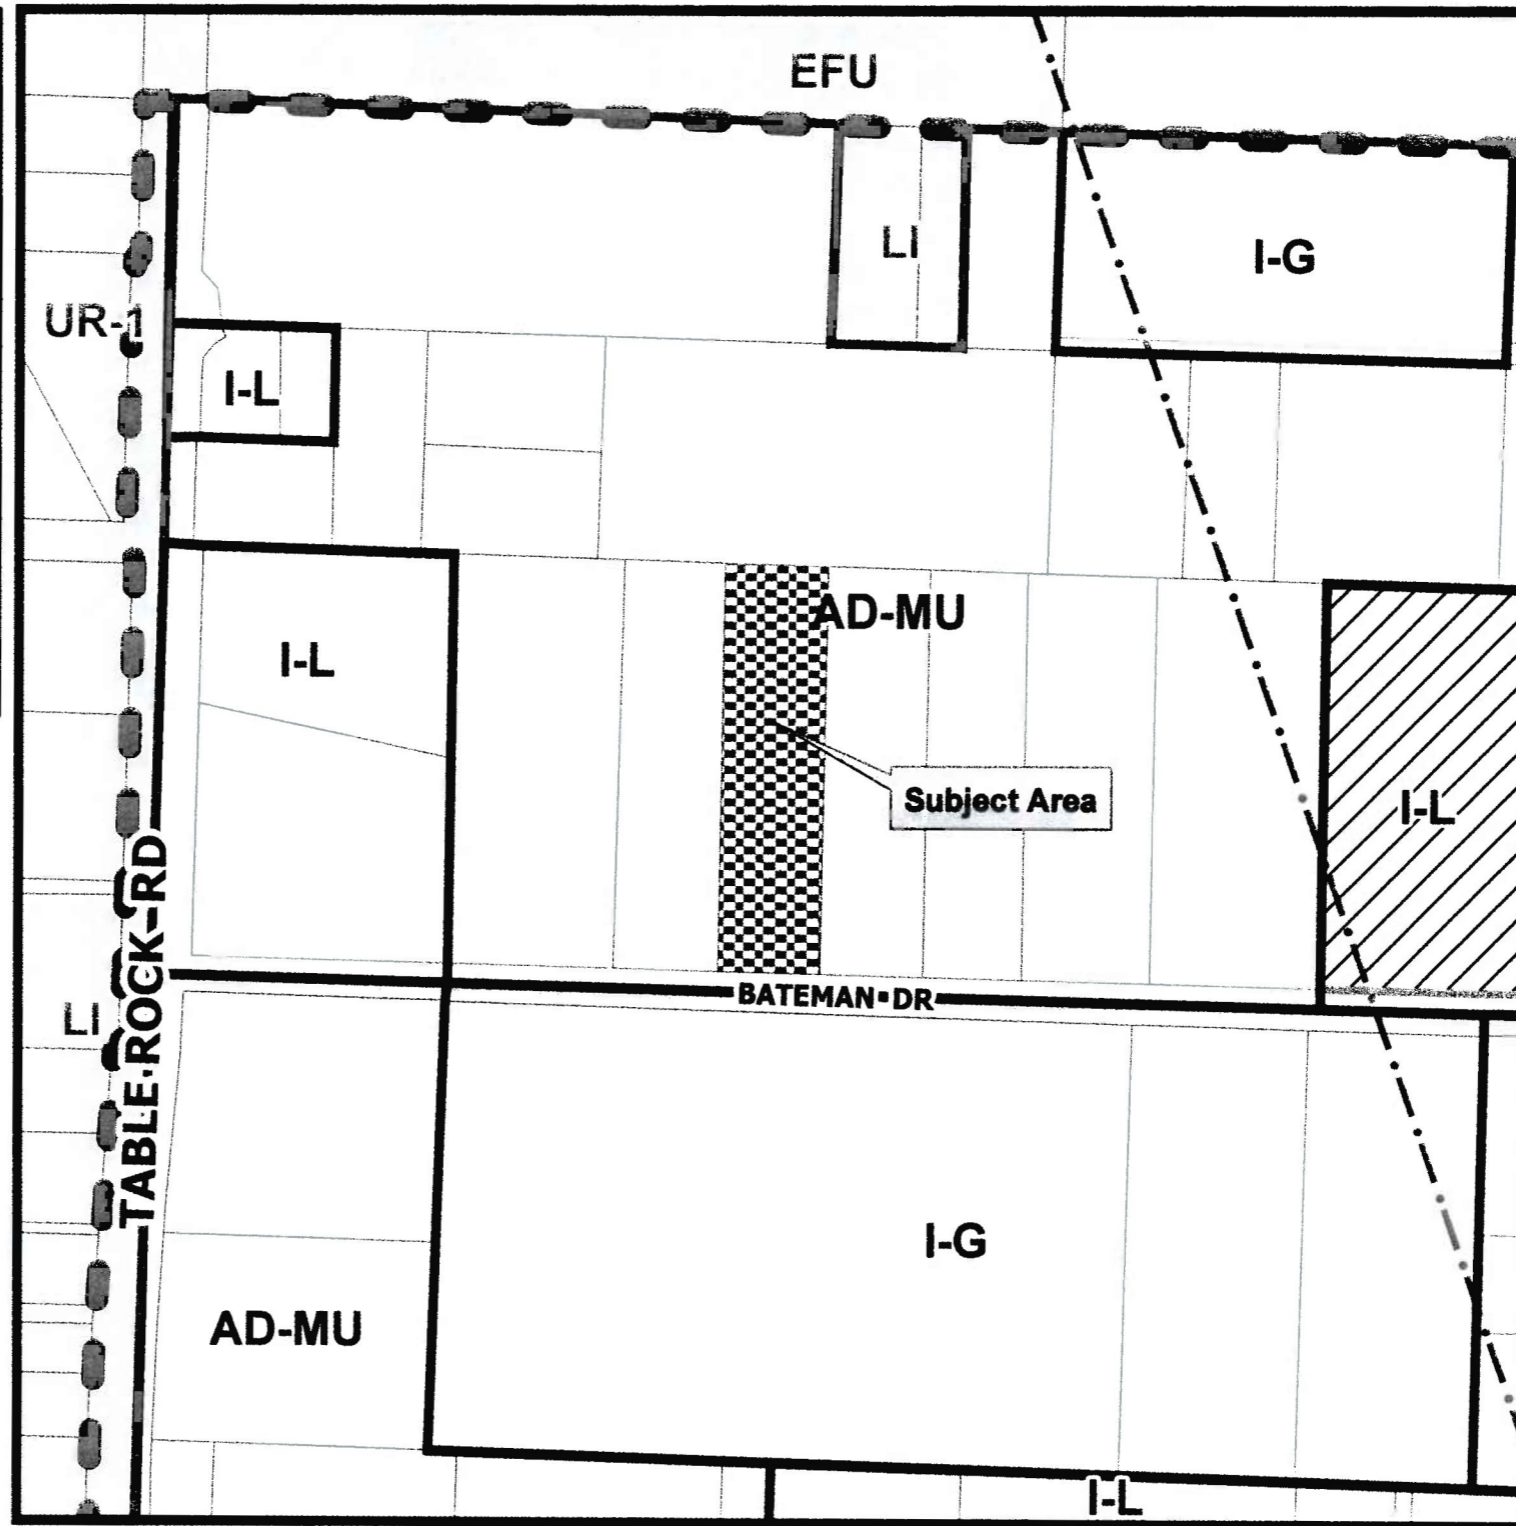 EFU
LI
I-G
UR-1
I-L
AD-MU
I-L
Subject Area
I-L
BATEMAN DR
LI
TABLE ROCK RD
I-G
AD-MU
I-L